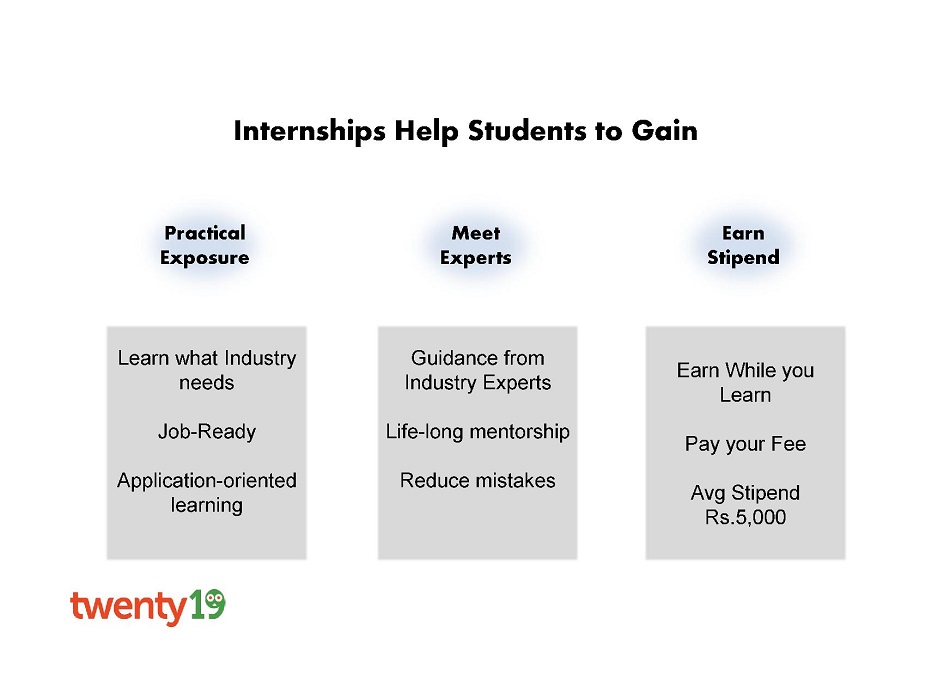 Internships Help Students to Gain
Practical
Exposure
Learn what Industry
needs
Job-Ready
Application-oriented
learning
Meet
Experts
Guidance from
Industry Experts
Life-long mentorship
Reduce mistakes
Earn
Stipend
Earn While you
Learn
Pay your Fee
Avg Stipend
Rs.5,000
twenty19